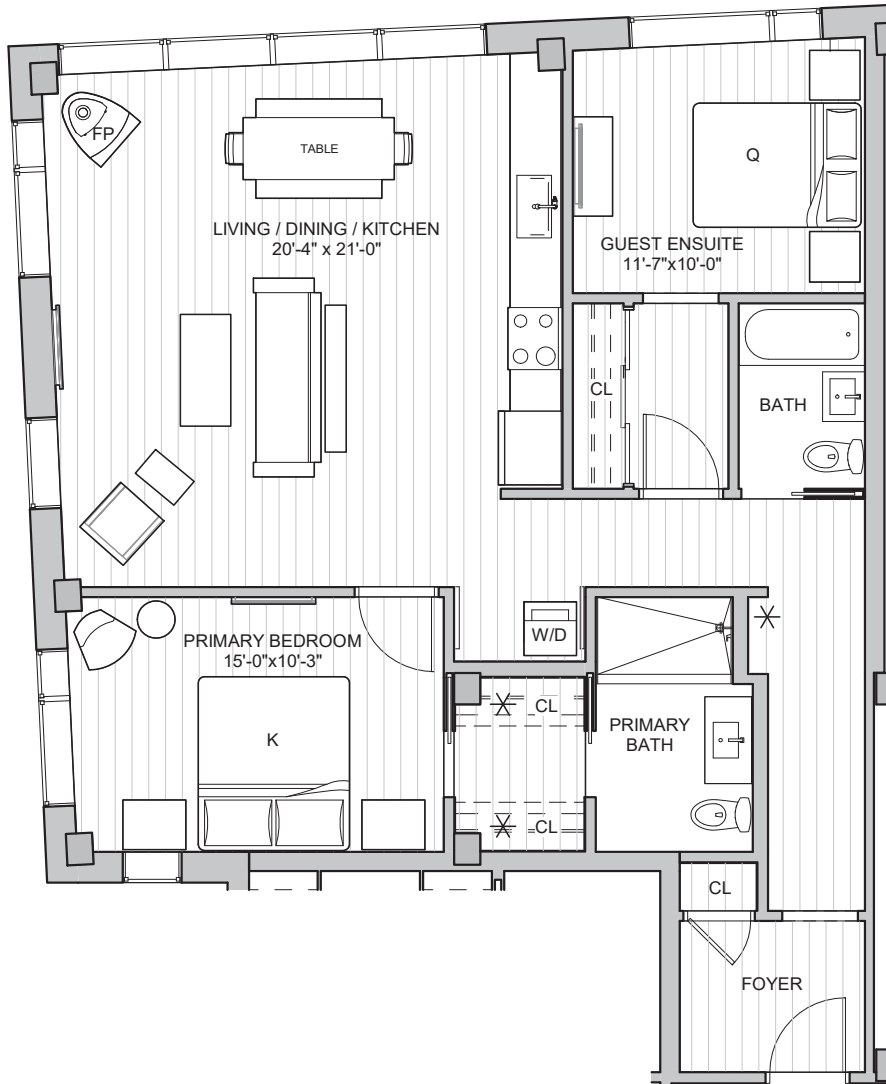 FP
TABLE
LIVING / DINING / KITCHEN
20'-4" x 21'-0"
Q
GUEST ENSUITE
11'-7"x10'-0"
CL
BATH
W/D
PRIMARY BEDROOM
15'-0"x10'-3"
K
CL
CL
PRIMARY
BATH
CL
FOYER